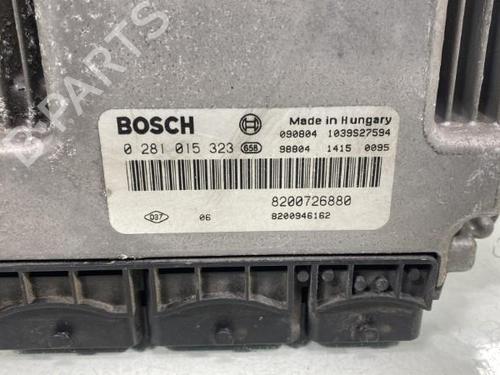 B-PARTS
BOSCH
Made in Hungary
090804 1039S27594
0 281 015 323 658
98804 1415 0095
8200726880
D37 06 8200946162